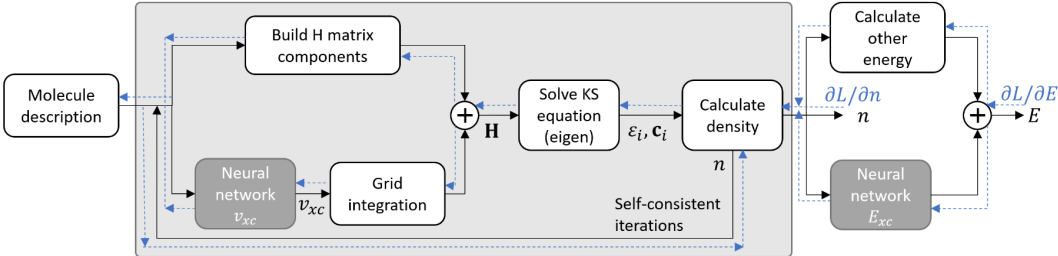 Molecule
description
Build H matrix
components
Neural
network
v_xc
v_xc
Grid
integration
+
H
Solve KS
equation
(eigen)
ε_i, c_i
Calculate
density
n
Self-consistent
iterations
Calculate
other
energy
∂L/∂n
n
Neural
network
E_xc
+
∂L/∂E
E